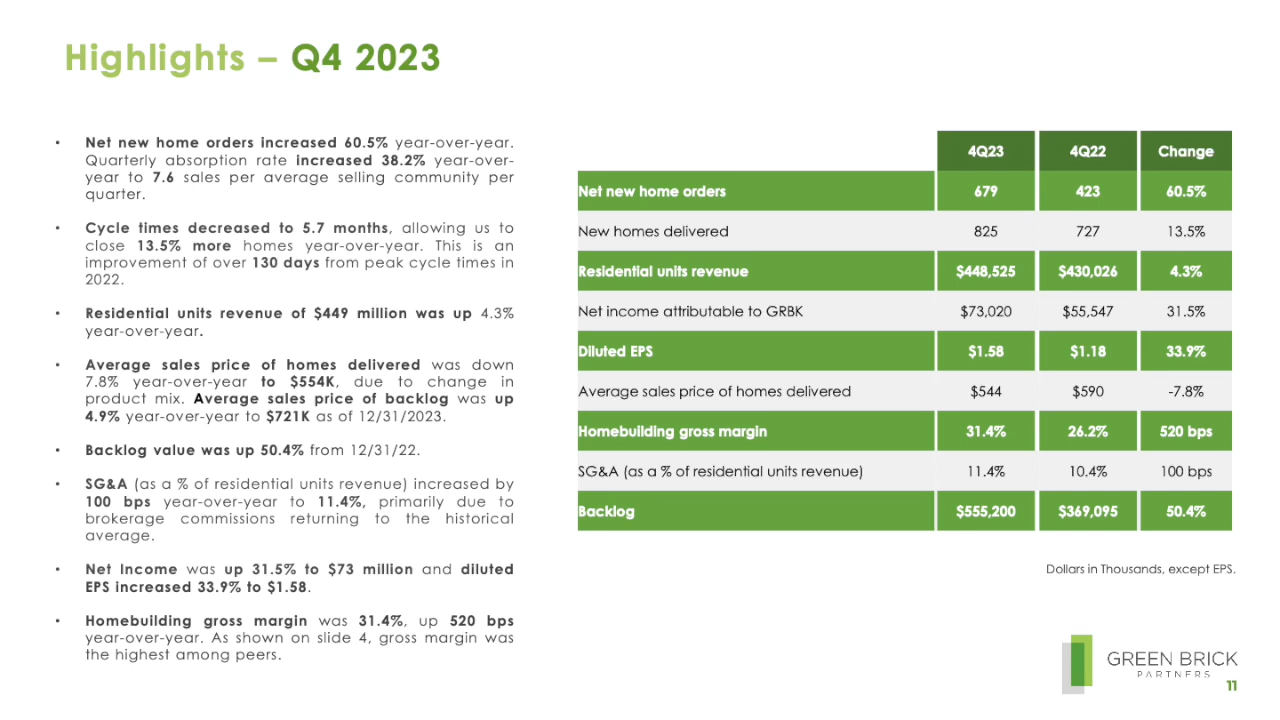 Highlights – Q4 2023
• Net new home orders increased 60.5% year-over-year.
Quarterly absorption rate increased 38.2% year-over-
year to 7.6 sales per average selling community per
quarter.
• Cycle times decreased to 5.7 months, allowing us to
close 13.5% more homes year-over-year. This is an
improvement of over 130 days from peak cycle times in
2022.
• Residential units revenue of $449 million was up 4.3%
year-over-year.
• Average sales price of homes delivered was down
7.8% year-over-year to $554K, due to change in
product mix. Average sales price of backlog was up
4.9% year-over-year to $721K as of 12/31/2023.
• Backlog value was up 50.4% from 12/31/22.
• SG&A (as a % of residential units revenue) increased by
100 bps year-over-year to 11.4%, primarily due to
brokerage commissions returning to the historical
average.
• Net Income was up 31.5% to $73 million and diluted
EPS increased 33.9% to $1.58.
• Homebuilding gross margin was 31.4%, up 520 bps
year-over-year. As shown on slide 4, gross margin was
the highest among peers.
4Q23 4Q22 Change
Net new home orders 679 423 60.5%
New homes delivered 825 727 13.5%
Residential units revenue $448,525 $430,026 4.3%
Net income attributable to GRBK $73,020 $55,547 31.5%
Diluted EPS $1.58 $1.18 33.9%
Average sales price of homes delivered $544 $590 -7.8%
Homebuilding gross margin 31.4% 26.2% 520 bps
SG&A (as a % of residential units revenue) 11.4% 10.4% 100 bps
Backlog $555,200 $369,095 50.4%
Dollars in Thousands, except EPS.
GREEN BRICK
PARTNERS
11